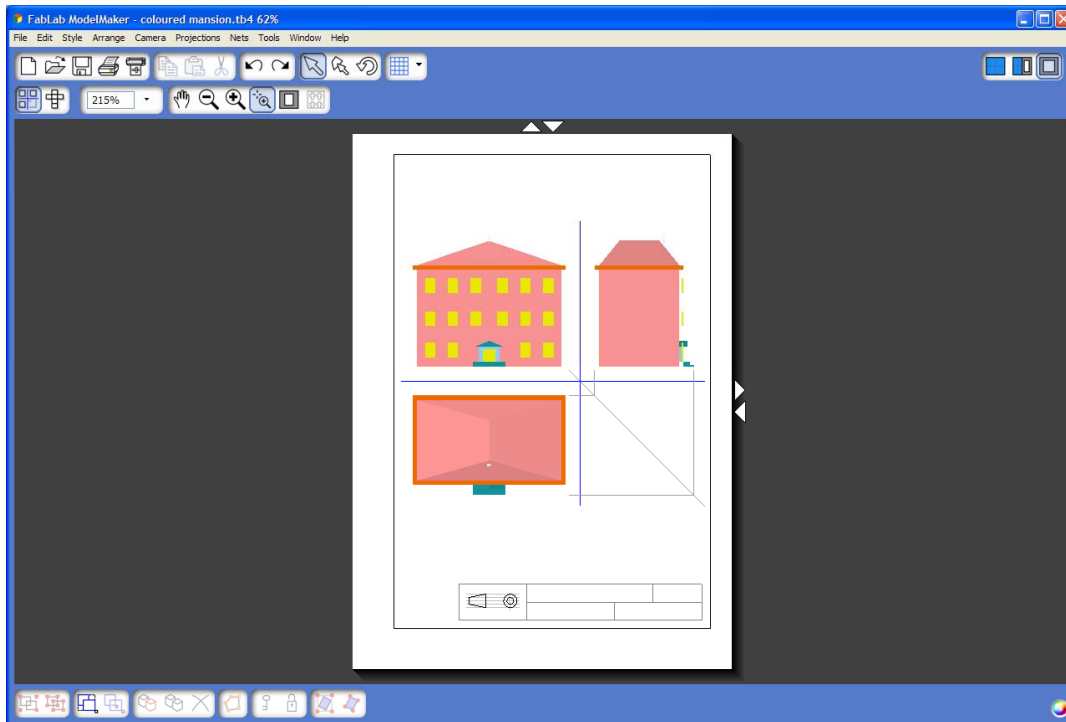 FabLab ModelMaker - coloured mansion.tb4 62%
File Edit Style Arrange Camera Projections Nets Tools Window Help
215%